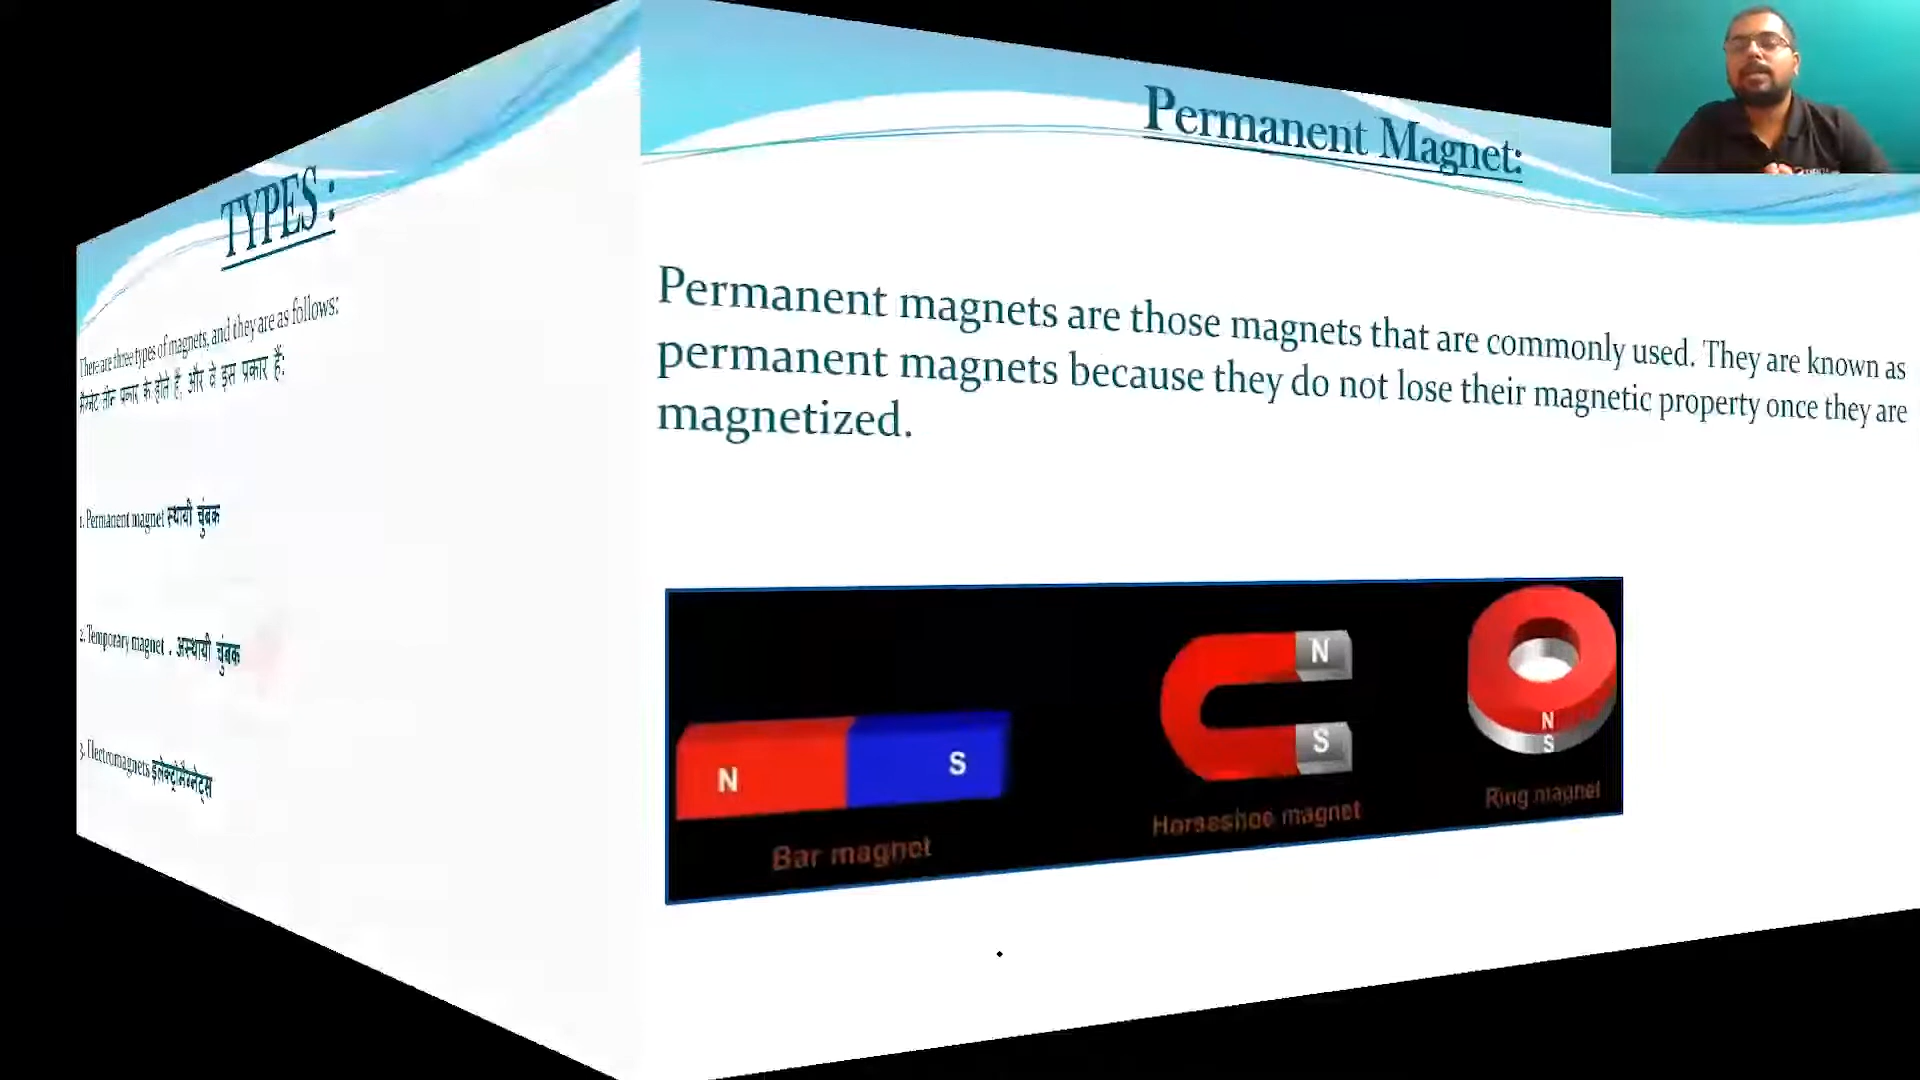 TYPES :
There are three types of magnets, and they are as follows:
मैग्नेट तीन प्रकार के होते हैं, और वे इस प्रकार हैं:
1. Permanent magnet स्थायी चुंबक
2. Temporary magnet . अस्थायी चुंबक
3. Electromagnets इलेक्ट्रोमैग्नेट्स
Permanent Magnet:
Permanent magnets are those magnets that are commonly used. They are known as
permanent magnets because they do not lose their magnetic property once they are
magnetized.
N S
Bar magnet
N
S
Horseshoe magnet
N
S
Ring magnet